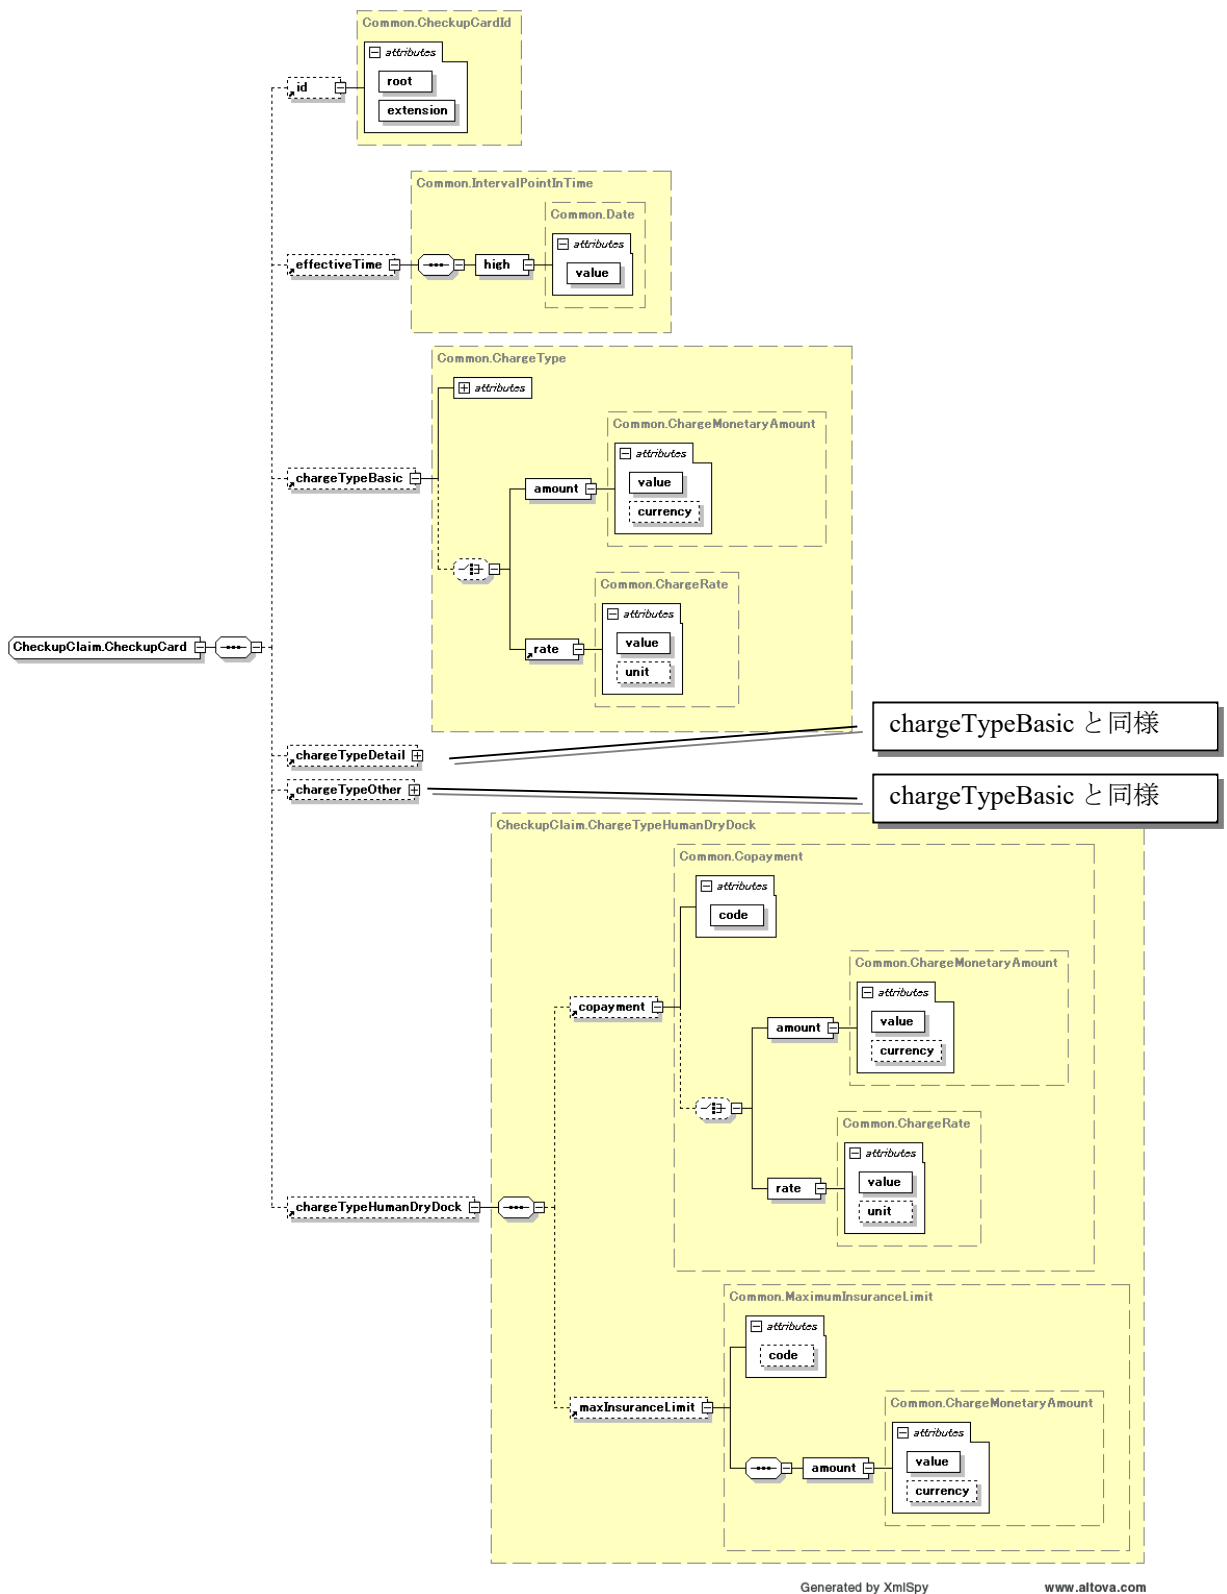 Common.CheckupCardId
attributes
id
root
extension
Common.IntervalPointInTime
Common.Date
attributes
effectiveTime
high
value
Common.ChargeType
attributes
Common.ChargeMonetaryAmount
attributes
chargeTypeBasic
amount
value
currency
Common.ChargeRate
attributes
CheckupClaim.CheckupCard
rate
value
unit
chargeTypeBasic と同様
chargeTypeDetail
chargeTypeOther
chargeTypeBasic と同様
CheckupClaim.ChargeTypeHumanDryDock
Common.Copayment
attributes
code
Common.ChargeMonetaryAmount
attributes
copayment
amount
value
currency
Common.ChargeRate
attributes
rate
value
unit
chargeTypeHumanDryDock
Common.MaximumInsuranceLimit
attributes
code
maxInsuranceLimit
Common.ChargeMonetaryAmount
attributes
amount
value
currency
Generated by XmlSpy
www.altova.com